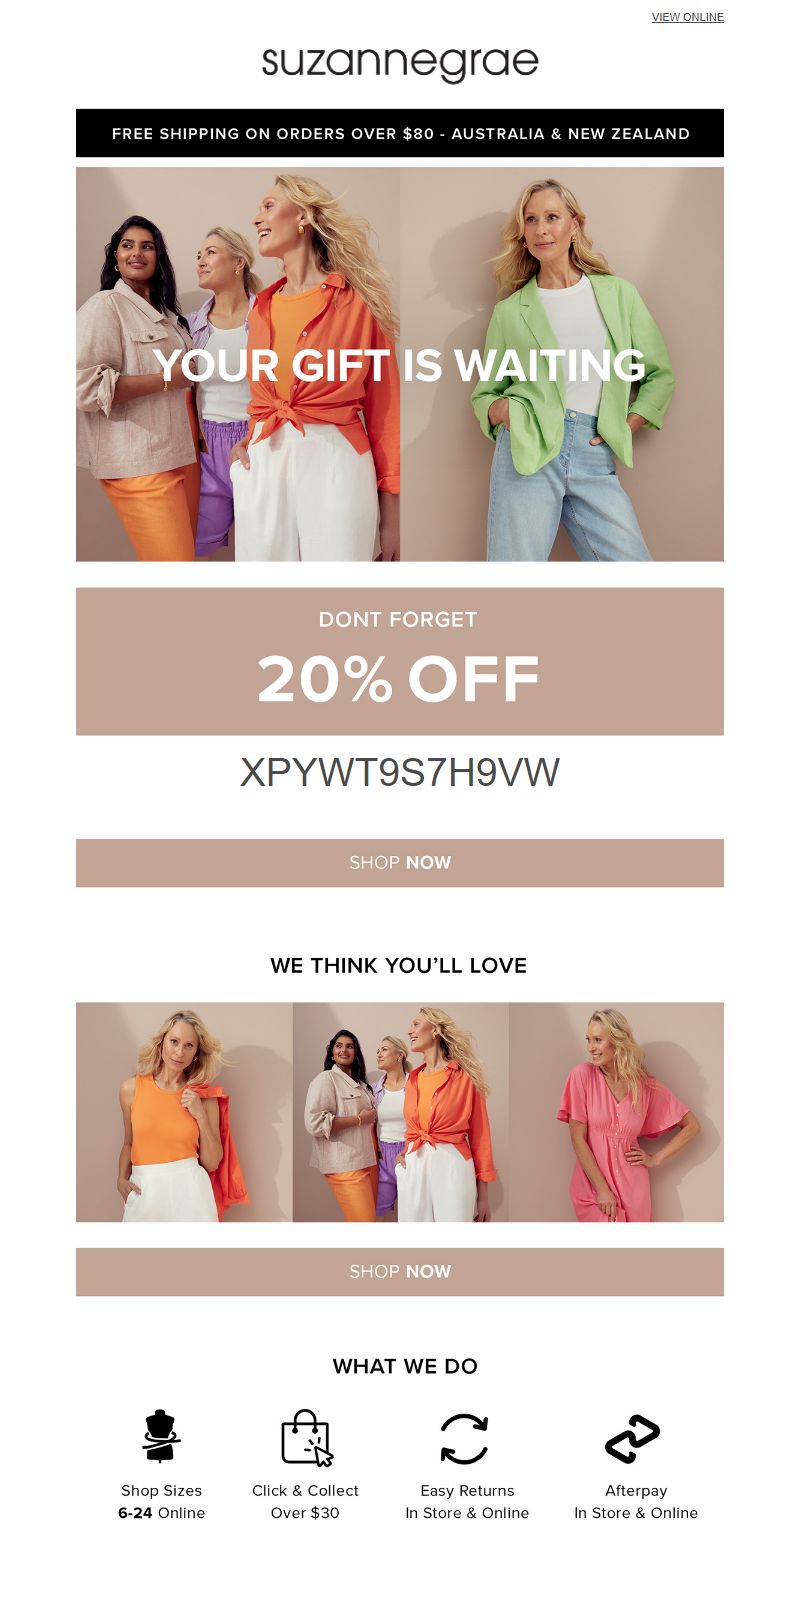 VIEW ONLINE
suzannegrae
FREE SHIPPING ON ORDERS OVER $80 - AUSTRALIA & NEW ZEALAND
YOUR GIFT IS WAITING
DONT FORGET
20% OFF
XPYWT9S7H9VW
SHOP NOW
WE THINK YOU'LL LOVE
SHOP NOW
WHAT WE DO
Shop Sizes
6-24 Online
Click & Collect
Over $30
Easy Returns
In Store & Online
Afterpay
In Store & Online